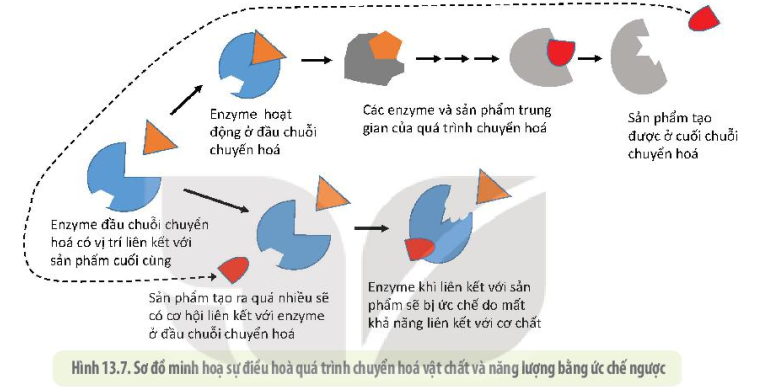 Enzyme hoạt
động ở đầu chuỗi
chuyển hoá
Các enzyme và sản phẩm trung
gian của quá trình chuyển hoá
Sản phẩm tạo
được ở cuối chuỗi
chuyển hoá
Enzyme đầu chuỗi chuyển
hoá có vị trí liên kết với
sản phẩm cuối cùng
Sản phẩm tạo ra quá nhiều sẽ
có cơ hội liên kết với enzyme
ở đầu chuỗi chuyển hoá
Enzyme khi liên kết với sản
phẩm sẽ bị ức chế do mất
khả năng liên kết với cơ chất
Hình 13.7. Sơ đồ minh hoạ sự điều hoà quá trình chuyển hoá vật chất và năng lượng bằng ức chế ngược